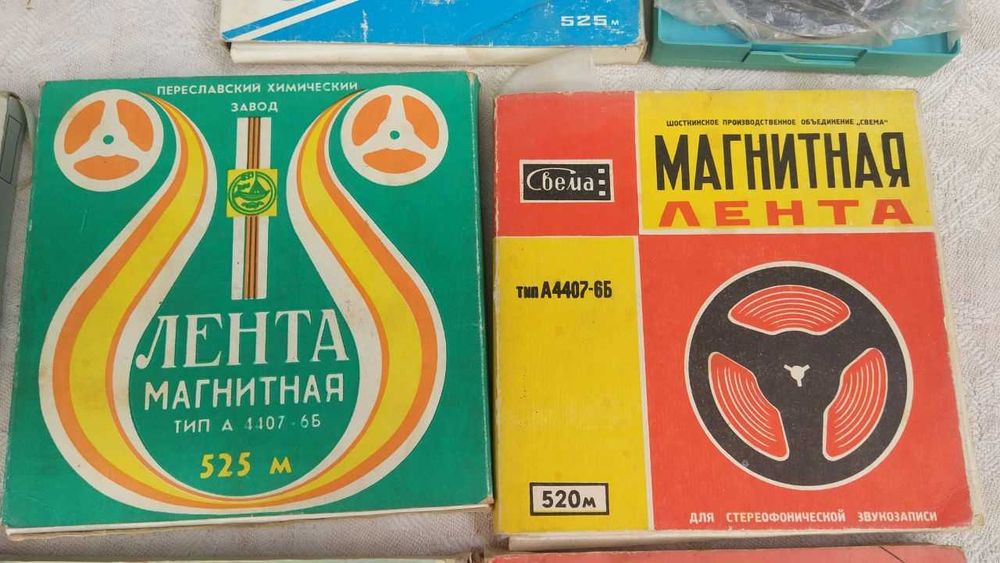 525 м
ПЕРЕСЛАВСКИЙ ХИМИЧЕСКИЙ
ЗАВОД
ЛЕНТА
МАГНИТНАЯ
ТИП А 4407-6Б
525 м
ШОСТКИНСКОЕ ПРОИЗВОДСТВЕННОЕ ОБЪЕДИНЕНИЕ „СВЕМА"
Свема
МАГНИТНАЯ
ЛЕНТА
тип А4407-6Б
520м
ДЛЯ СТЕРЕОФОНИЧЕСКОЙ ЗВУКОЗАПИСИ